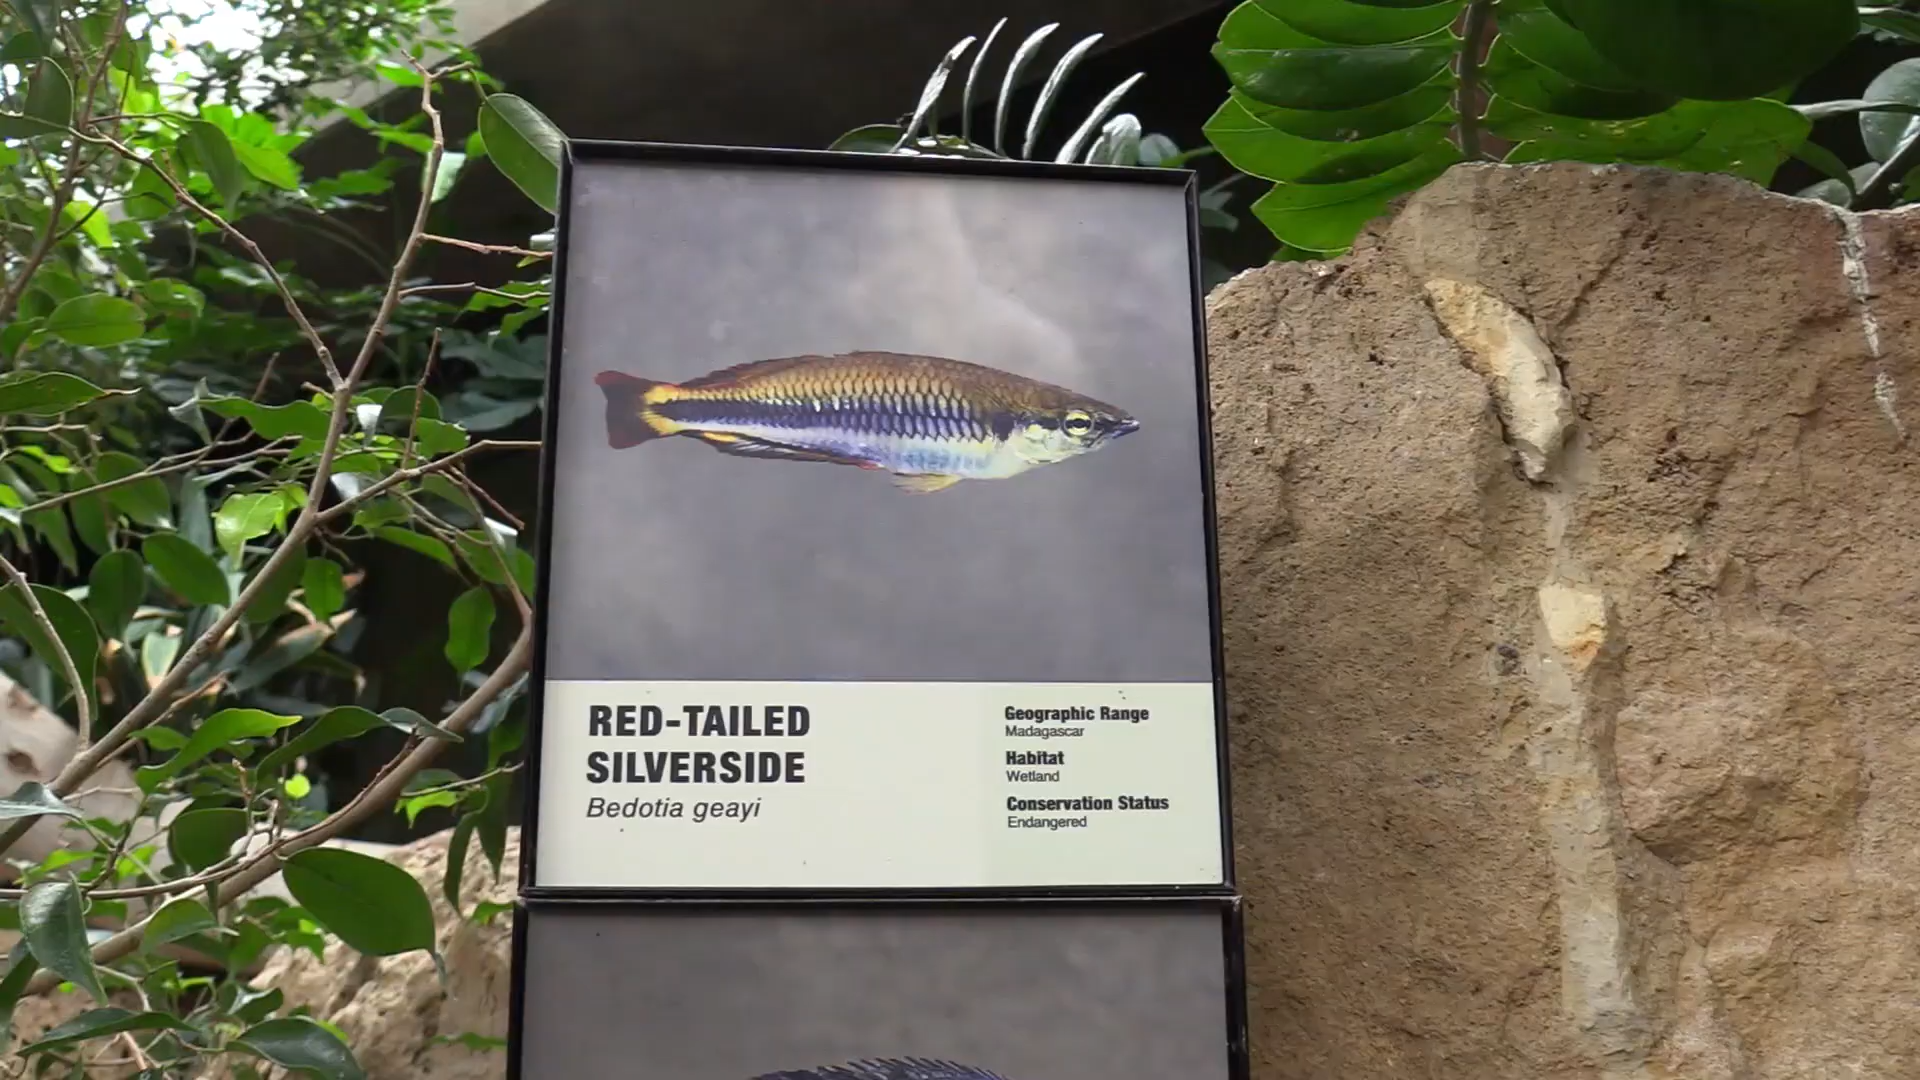 RED-TAILED
SILVERSIDE
Bedotia geayi
Geographic Range
Madagascar
Habitat
Wetland
Conservation Status
Endangered